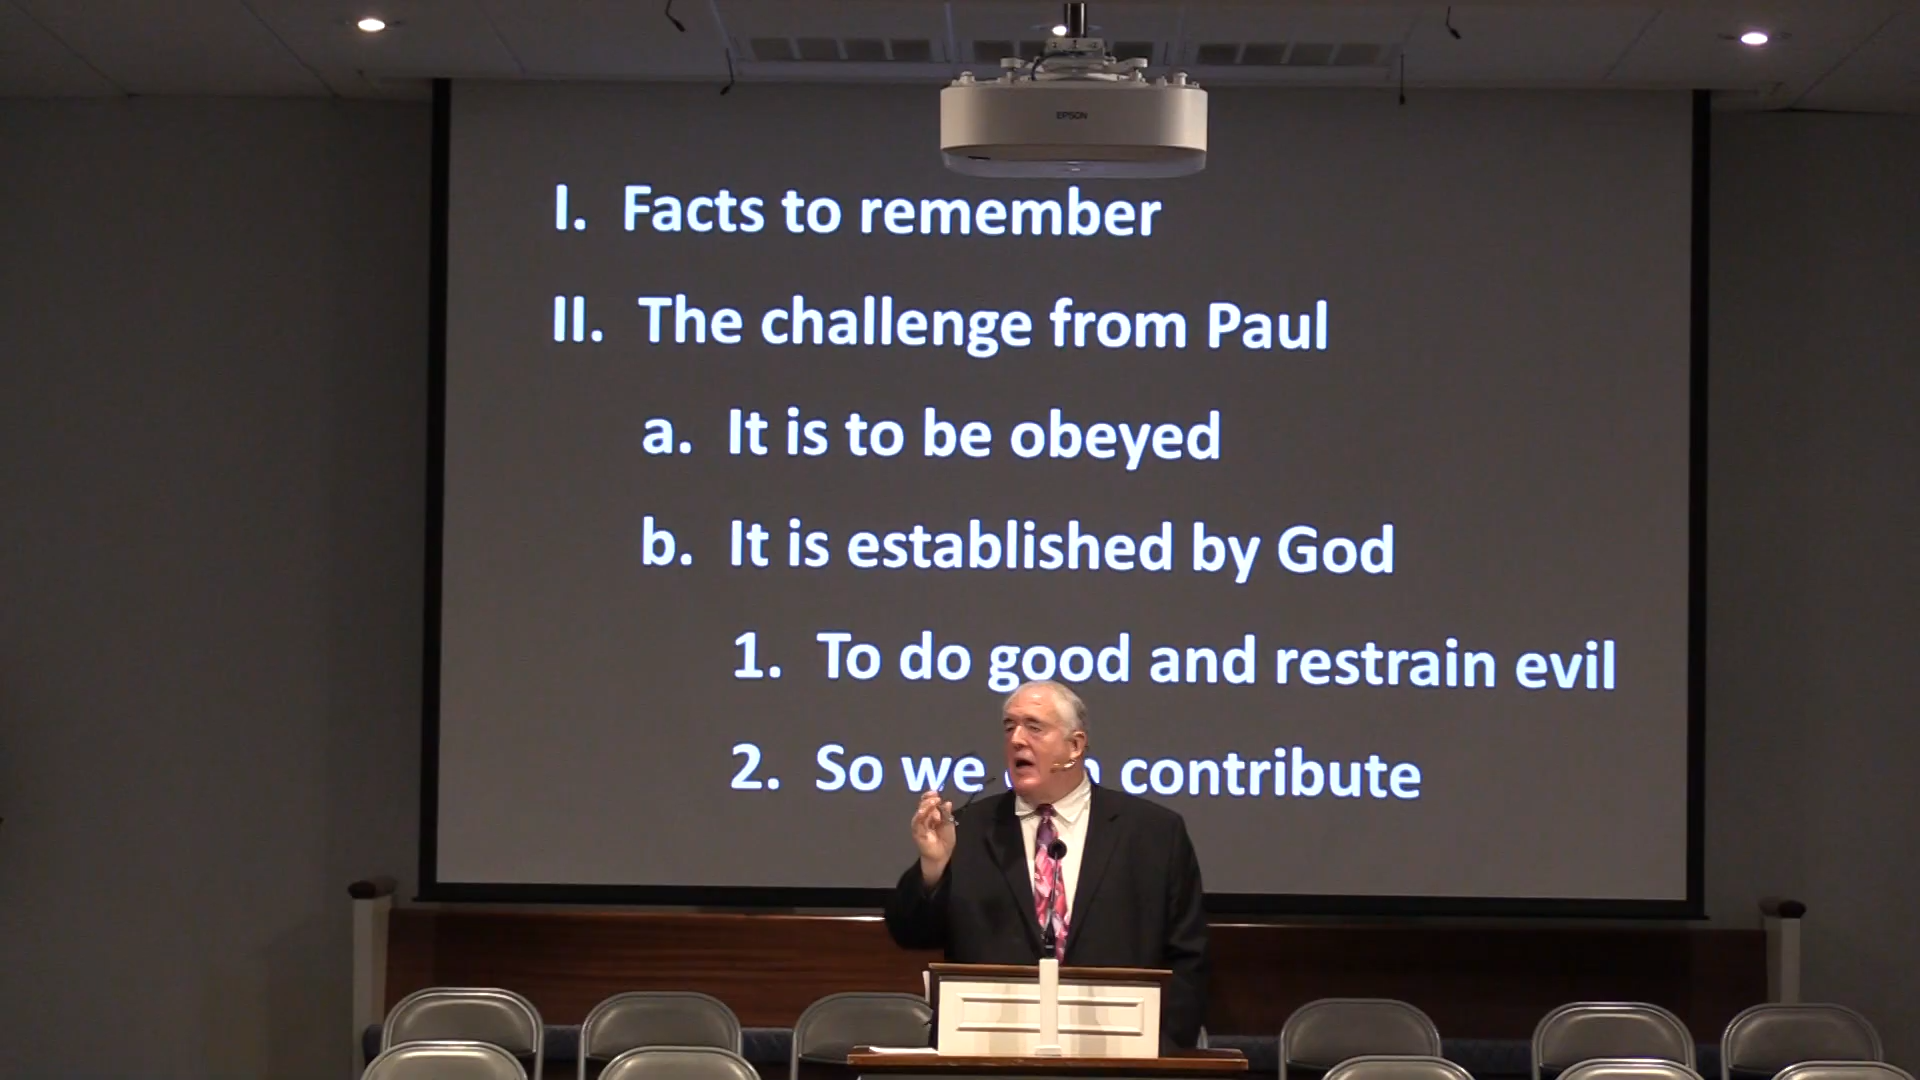 EPSON
I. Facts to remember
II. The challenge from Paul
a. It is to be obeyed
b. It is established by God
1. To do good and restrain evil
2. So we contribute